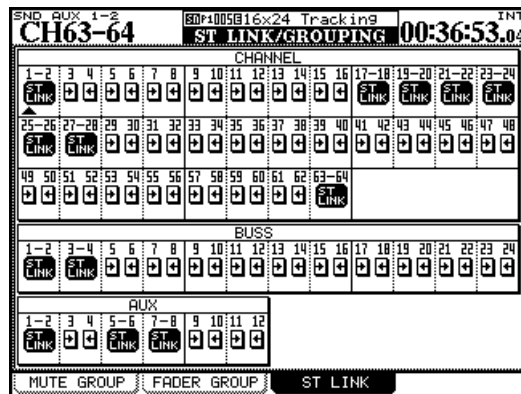 SND AUX 1-2
CH63-64
16x24 Tracking
ST LINK/GROUPING
INT
00:36:53.04
CHANNEL
1-2 3 4 5 6 7 8 9 10 11 12 13 14 15 16 17-18 19-20 21-22 23-24
ST LINK ST LINK ST LINK ST LINK ST LINK
25-26 27-28 29 30 31 32 33 34 35 36 37 38 39 40 41 42 43 44 45 46 47 48
ST LINK ST LINK
49 50 51 52 53 54 55 56 57 58 59 60 61 62 63-64
ST LINK
BUSS
1-2 3-4 5 6 7 8 9 10 11 12 13 14 15 16 17 18 19 20 21 22 23 24
ST LINK ST LINK
AUX
1-2 3 4 5-6 7-8 9 10 11 12
ST LINK ST LINK ST LINK
MUTE GROUP FADER GROUP ST LINK